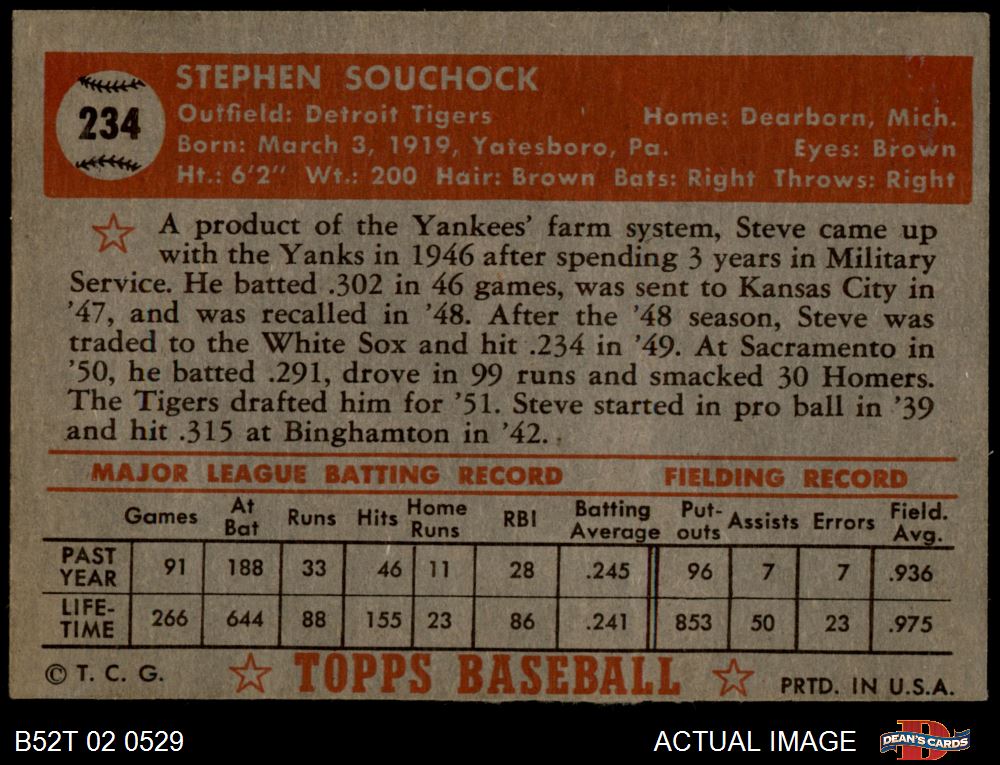 234
STEPHEN SOUCHOCK
Outfield: Detroit Tigers Home: Dearborn, Mich.
Born: March 3, 1919, Yatesboro, Pa. Eyes: Brown
Ht.: 6'2" Wt.: 200 Hair: Brown Bats: Right Throws: Right
A product of the Yankees' farm system, Steve came up
with the Yanks in 1946 after spending 3 years in Military
Service. He batted .302 in 46 games, was sent to Kansas City in
'47, and was recalled in '48. After the '48 season, Steve was
traded to the White Sox and hit .234 in '49. At Sacramento in
'50, he batted .291, drove in 99 runs and smacked 30 Homers.
The Tigers drafted him for '51. Steve started in pro ball in '39
and hit .315 at Binghamton in '42.
MAJOR LEAGUE BATTING RECORD FIELDING RECORD
Games At Bat Runs Hits Home Runs RBI Batting Average Put-outs Assists Errors Field. Avg.
PAST YEAR 91 188 33 46 11 28 .245 96 7 7 .936
LIFE-TIME 266 644 88 155 23 86 .241 853 50 23 .975
© T. C. G. TOPPS BASEBALL PRTD. IN U.S.A.
B52T 02 0529 ACTUAL IMAGE DEAN'S CARDS